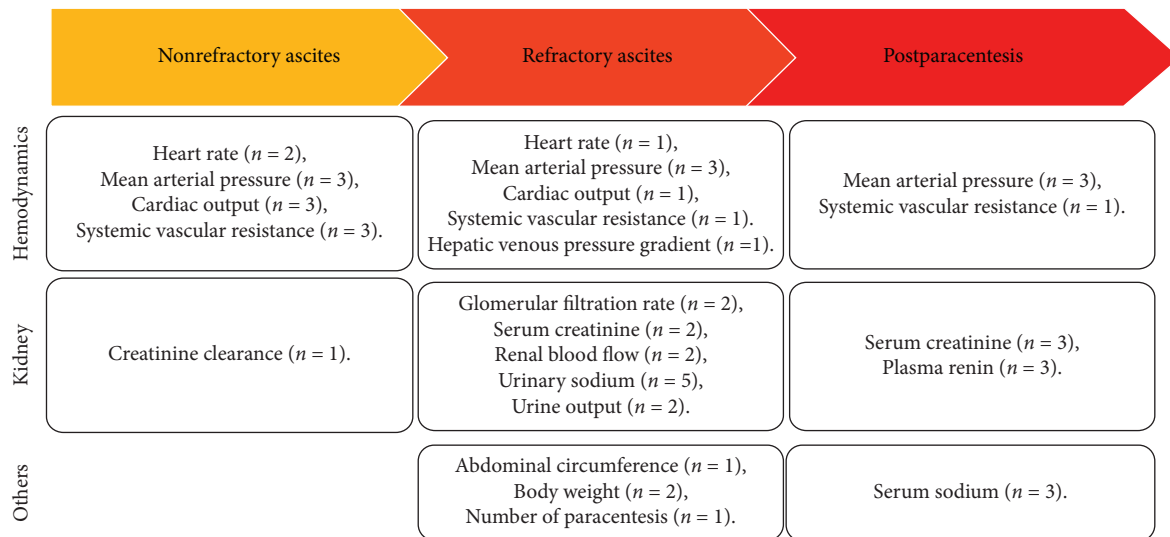 Nonrefractory ascites
Refractory ascites
Postparacentesis
Hemodynamics
Heart rate (n = 2),
Mean arterial pressure (n = 3),
Cardiac output (n = 3),
Systemic vascular resistance (n = 3).
Heart rate (n = 1),
Mean arterial pressure (n = 3),
Cardiac output (n = 1),
Systemic vascular resistance (n = 1).
Hepatic venous pressure gradient (n =1).
Mean arterial pressure (n = 3),
Systemic vascular resistance (n = 1).
Kidney
Creatinine clearance (n = 1).
Glomerular filtration rate (n = 2),
Serum creatinine (n = 2),
Renal blood flow (n = 2),
Urinary sodium (n = 5),
Urine output (n = 2).
Serum creatinine (n = 3),
Plasma renin (n = 3).
Others
Abdominal circumference (n = 1),
Body weight (n = 2),
Number of paracentesis (n = 1).
Serum sodium (n = 3).